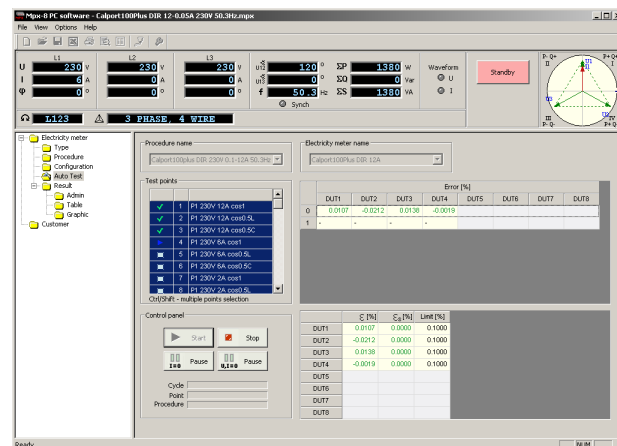 Mpx-8 PC software - Calport100Plus DIR 12-0.05A 230V 50.3Hz.mpx
File View Options Help
L1 L2 L3
U 230 V 230 V 230 V U12 120 ° ΣP 1380 W Waveform
I 6 A 0 A 0 A U13 0 ° ΣQ 0 Var U
φ 0 ° 0 ° 0 ° f 50.3 Hz ΣS 1380 VA I
Synch
Standby
P- Q+ P+ Q+
II
U1
U3
III IV
P- Q- P+ Q-
L123 3 PHASE, 4 WIRE
Electricity meter
Type
Procedure
Configuration
Auto Test
Result
Admin
Table
Graphic
Customer
Procedure name
Calport100Plus DIR 230V 0.1-12A 50.3Hz
Electricity meter name
Calport100Plus DIR 12A
Test points
1 P1 230V 12A cos1
2 P1 230V 12A cos0.5L
3 P1 230V 12A cos0.5C
4 P1 230V 6A cos1
5 P1 230V 6A cos0.5L
6 P1 230V 6A cos0.5C
7 P1 230V 2A cos1
8 P1 230V 2A cos0.5L
Ctrl/Shift - multiple points selection
Error [%]
DUT1 DUT2 DUT3 DUT4 DUT5 DUT6 DUT7 DUT8
0 0.0107 -0.0212 0.0138 -0.0019
1 - - - -
Control panel
Start Stop
I=0 Pause U,I=0 Pause
Cycle
Point
Procedure
Ɛ [%] Ɛs [%] Limit [%]
DUT1 0.0107 0.0000 0.1000
DUT2 -0.0212 0.0000 0.1000
DUT3 0.0138 0.0000 0.1000
DUT4 -0.0019 0.0000 0.1000
DUT5
DUT6
DUT7
DUT8
Ready NUM